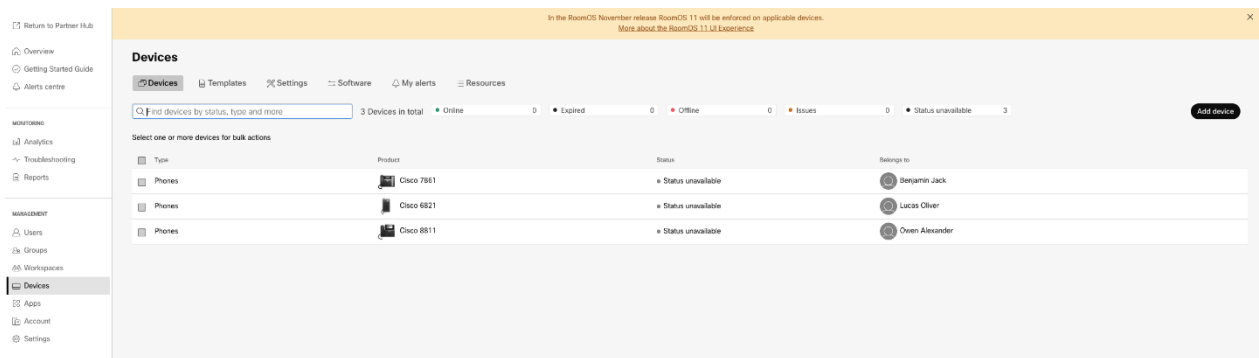 Return to Partner Hub
Overview
Getting Started Guide
Alerts centre
MONITORING
Analytics
Troubleshooting
Reports
MANAGEMENT
Users
Groups
Workspaces
Devices
Apps
Account
Settings
In the RoomOS November release RoomOS 11 will be enforced on applicable devices.
More about the RoomOS 11 UI Experience
Devices
Devices Templates Settings Software My alerts Resources
Find devices by status, type and more 3 Devices in total Online 0 Expired 0 Offline 0 Issues 0 Status unavailable 3 Add device
Select one or more devices for bulk actions
Type Product Status Belongs to
Phones Cisco 7861 Status unavailable Benjamin Jack
Phones Cisco 6821 Status unavailable Lucas Oliver
Phones Cisco 8811 Status unavailable Owen Alexander